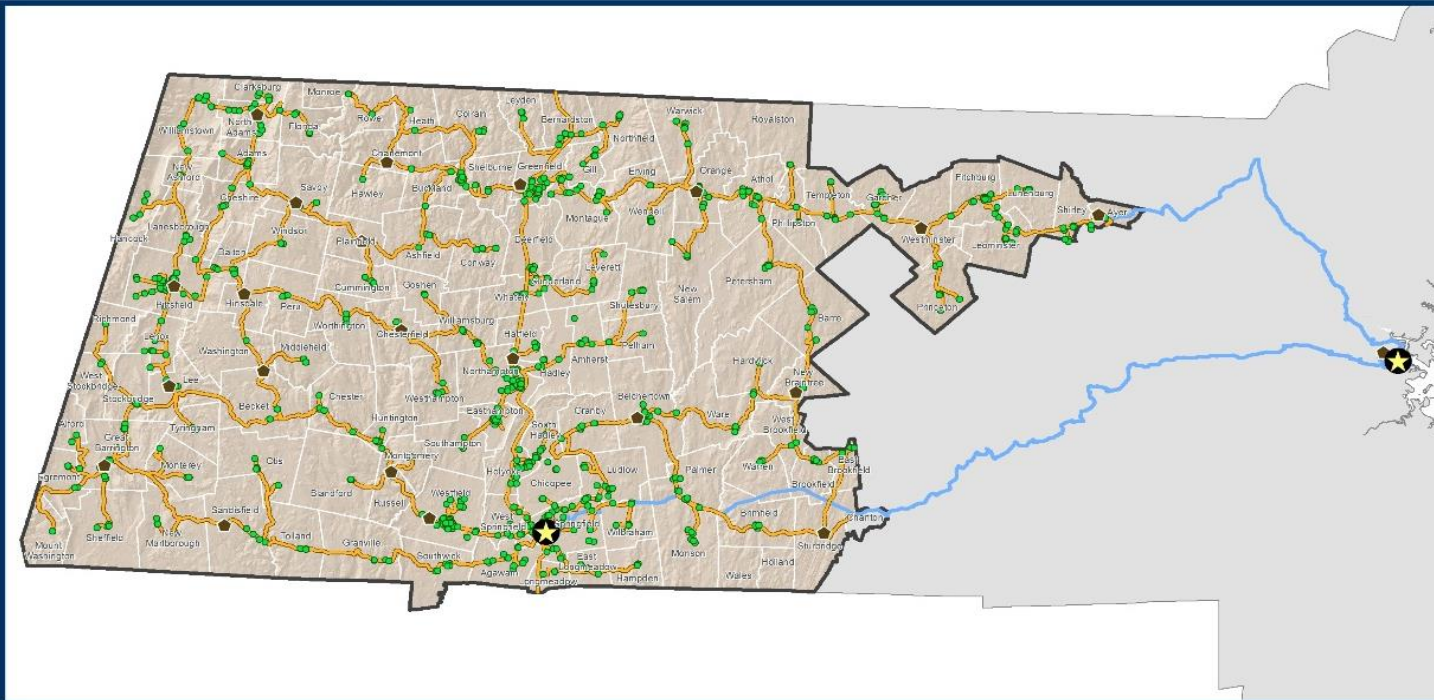 Clarksburg
Monroe
Rowe
Heath
Colrain
Leyden
Bernardston
Northfield
Warwick
Royalston
Williamstown
North
Adams
Florida
Adams
New
Ashford
Charlemont
Shelburne
Greenfield
Gill
Erving
Orange
Athol
Cheshire
Savoy
Hawley
Buckland
Montague
Wendell
Phillipston
Templeton
Gardner
Fitchburg
Lunenburg
Shirley
Ayer
Westminster
Leominster
Princeton
Lanesborough
Hancock
Windsor
Dalton
Plainfield
Ashfield
Conway
Deerfield
Leverett
Sunderland
Whately
Petersham
New
Salem
Shutesbury
Pittsfield
Hinsdale
Peru
Cummington
Goshen
Williamsburg
Worthington
Chesterfield
Hatfield
Pelham
Amherst
Hadley
Barre
Hardwick
New
Braintree
Richmond
Lenox
Washington
Middlefield
Northampton
Westhampton
Easthampton
West
Stockbridge
Stockbridge
Lee
Becket
Chester
Huntington
Tyringham
Southampton
South
Hadley
Granby
Belchertown
Ware
West
Brookfield
Warren
East
Brookfield
Brookfield
Alford
Great
Barrington
Egremont
Monterey
Otis
Montgomery
Blandford
Russell
Westfield
Holyoke
Chicopee
Ludlow
Palmer
Brimfield
Sturbridge
Charlton
Mount
Washington
Sheffield
New
Marlborough
Sandisfield
Tolland
Granville
Southwick
West
Springfield
Springfield
Agawam
Longmeadow
East
Longmeadow
Wilbraham
Hampden
Monson
Wales
Holland